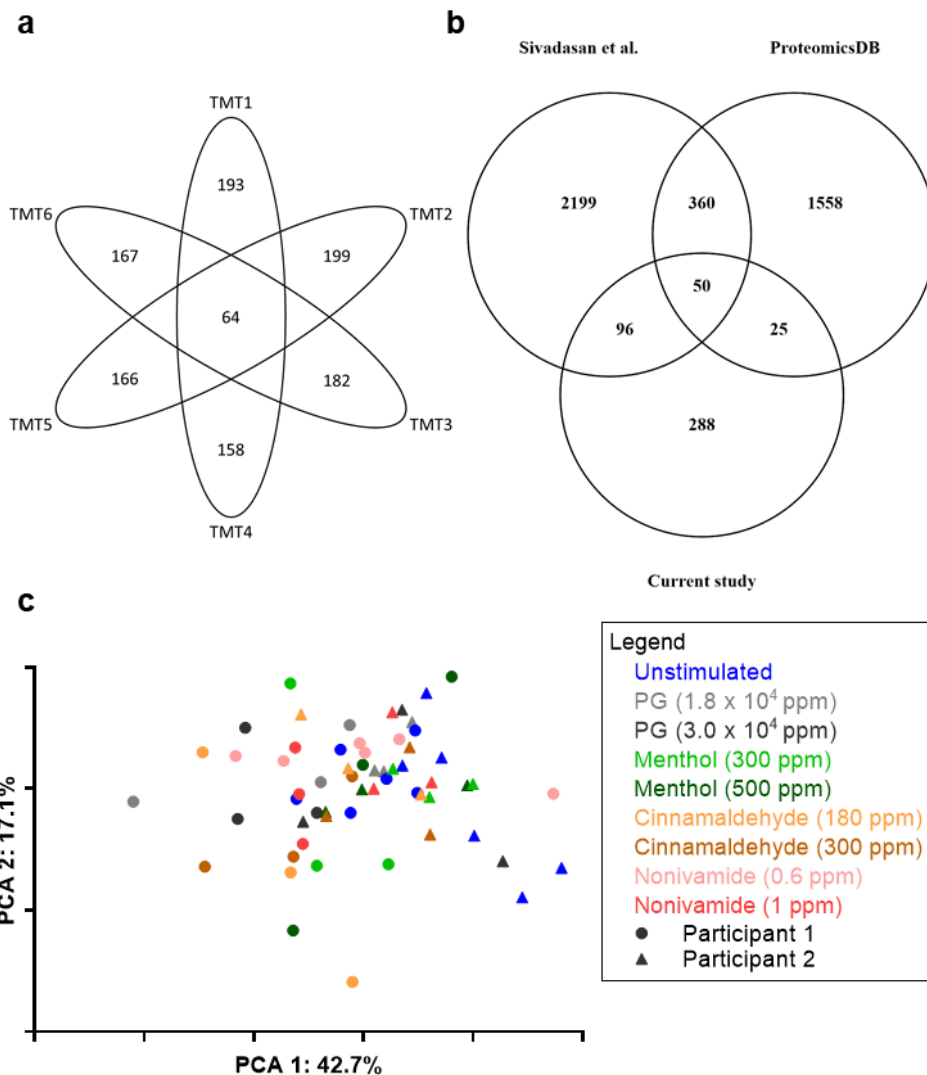 a
TMT1
193
TMT6
TMT2
167
199
64
166
182
TMT5
TMT3
158
TMT4
b
Sivadasan et al.
ProteomicsDB
2199
360
1558
50
96
25
288
Current study
c
PCA 2: 17.1%
PCA 1: 42.7%
Legend
Unstimulated
PG (1.8 x 10⁴ ppm)
PG (3.0 x 10⁴ ppm)
Menthol (300 ppm)
Menthol (500 ppm)
Cinnamaldehyde (180 ppm)
Cinnamaldehyde (300 ppm)
Nonivamide (0.6 ppm)
Nonivamide (1 ppm)
Participant 1
Participant 2